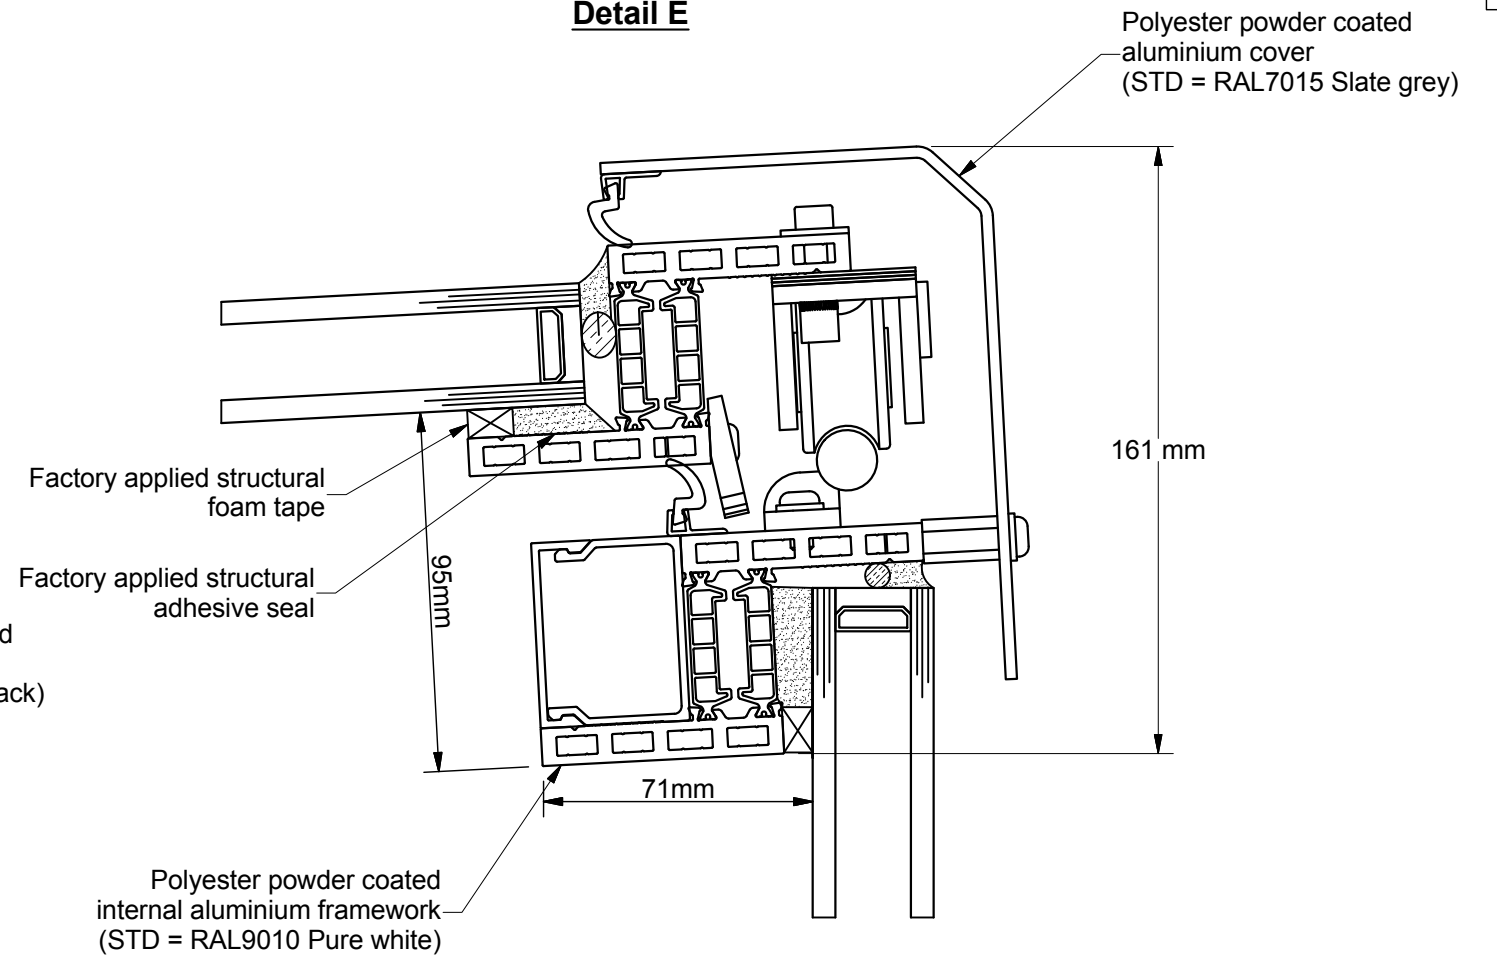 Detail E
Polyester powder coated
aluminium cover
(STD = RAL7015 Slate grey)
161 mm
Factory applied structural
foam tape
Factory applied structural
adhesive seal
95mm
71mm
Polyester powder coated
internal aluminium framework
(STD = RAL9010 Pure white)